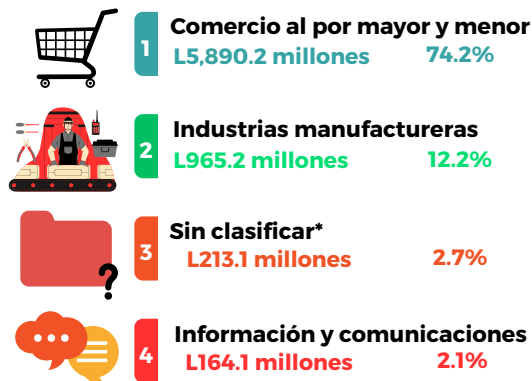 1
Comercio al por mayor y menor
L5,890.2 millones 74.2%
2
Industrias manufactureras
L965.2 millones 12.2%
3
Sin clasificar*
L213.1 millones 2.7%
?
4
Información y comunicaciones
L164.1 millones 2.1%